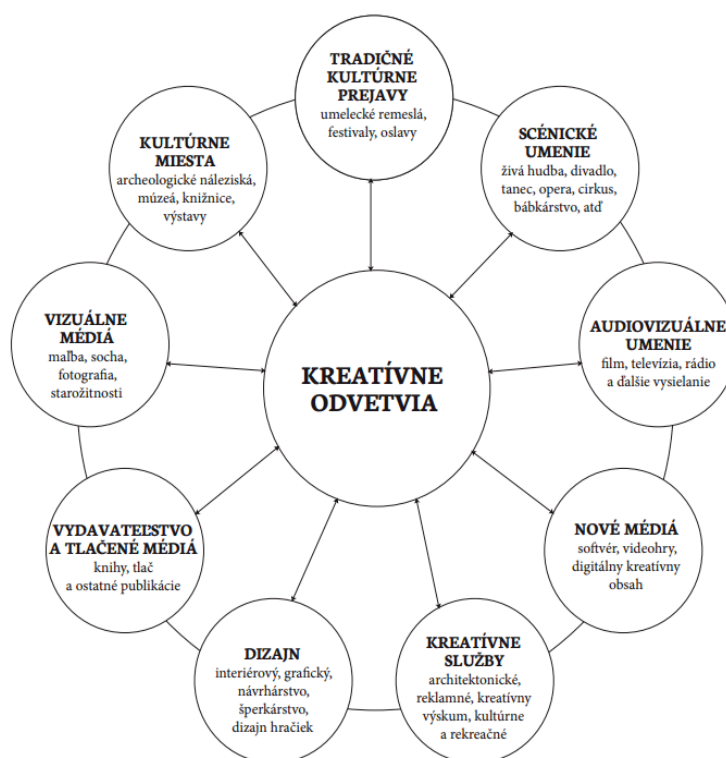 TRADIČNÉ
KULTÚRNE
PREJAVY
umelecké remeslá,
festivaly, oslavy
SCÉNICKÉ
UMENIE
živá hudba, divadlo,
tanec, opera, cirkus,
bábkárstvo, atď
AUDIOVIZUÁLNE
UMENIE
film, televízia, rádio
a ďalšie vysielanie
NOVÉ MÉDIÁ
softvér, videohry,
digitálny kreatívny
obsah
KREATÍVNE
SLUŽBY
architektonické,
reklamné, kreatívny
výskum, kultúrne
a rekreačné
DIZAJN
interiérový, grafický,
návrhárstvo,
šperkárstvo,
dizajn hračiek
VYDAVATEĽSTVO
A TLAČENÉ MÉDIÁ
knihy, tlač
a ostatné publikácie
VIZUÁLNE
MÉDIÁ
maľba, socha,
fotografia,
starožitnosti
KULTÚRNE
MIESTA
archeologické náleziská,
múzeá, knižnice,
výstavy
KREATÍVNE
ODVETVIA